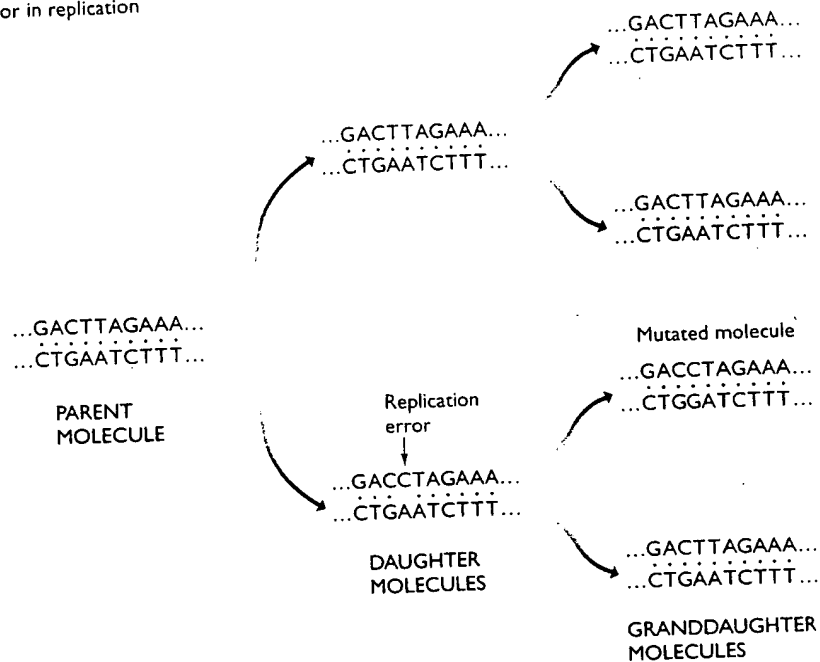 or in replication
...GACTTAGAAA...
...CTGAATCTTT...
...GACTTAGAAA...
...CTGAATCTTT...
...GACTTAGAAA...
...CTGAATCTTT...
...GACTTAGAAA...
...CTGAATCTTT...
PARENT
MOLECULE
Replication
error
...GACCTAGAAA...
...CTGAATCTTT...
DAUGHTER
MOLECULES
Mutated molecule
...GACCTAGAAA...
...CTGGATCTTT...
...GACTTAGAAA...
...CTGAATCTTT...
GRANDDAUGHTER
MOLECULES